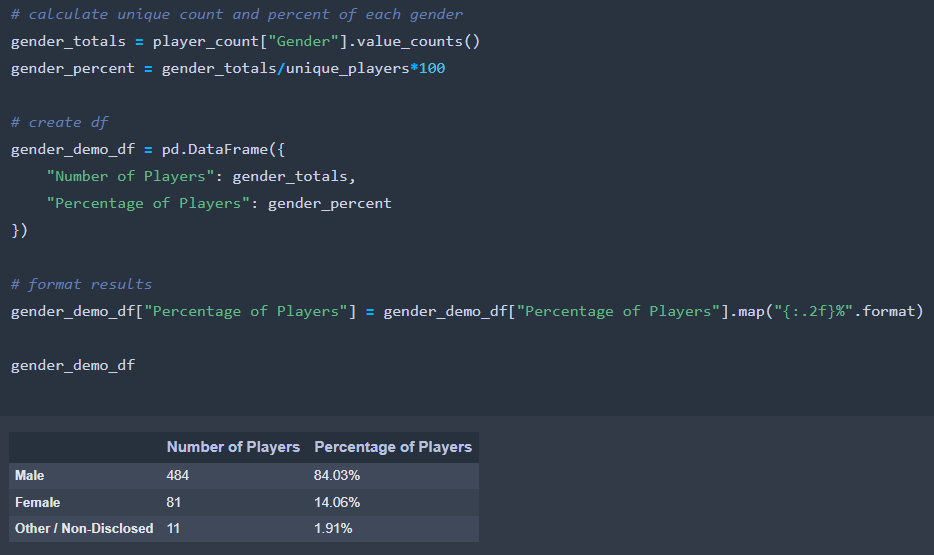 # calculate unique count and percent of each gender
gender_totals = player_count["Gender"].value_counts()
gender_percent = gender_totals/unique_players*100
# create df
gender_demo_df = pd.DataFrame({
    "Number of Players": gender_totals,
    "Percentage of Players": gender_percent
})
# format results
gender_demo_df["Percentage of Players"] = gender_demo_df["Percentage of Players"].map("{:.2f}%".format)
gender_demo_df
Number of Players Percentage of Players
Male 484 84.03%
Female 81 14.06%
Other / Non-Disclosed 11 1.91%